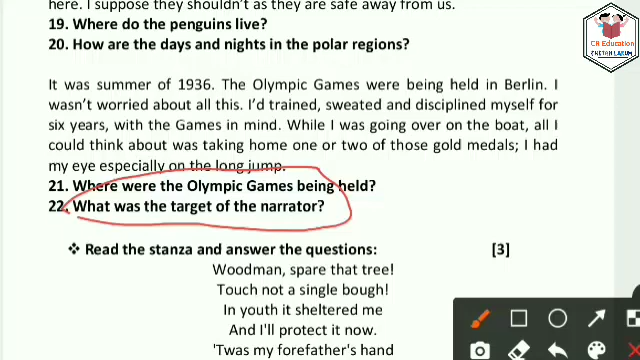 here. I suppose they shouldn't as they are safe away from us.
19. Where do the penguins live?
20. How are the days and nights in the polar regions?
It was summer of 1936. The Olympic Games were being held in Berlin. I
wasn't worried about all this. I'd trained, sweated and disciplined myself for
six years, with the Games in mind. While I was going over on the boat, all I
could think about was taking home one or two of those gold medals; I had
my eye especially on the long jump.
21. Where were the Olympic Games being held?
22. What was the target of the narrator?
❖ Read the stanza and answer the questions: [3]
Woodman, spare that tree!
Touch not a single bough!
In youth it sheltered me
And I'll protect it now.
'Twas my forefather's hand
CH Education
CHETAN LAKUM